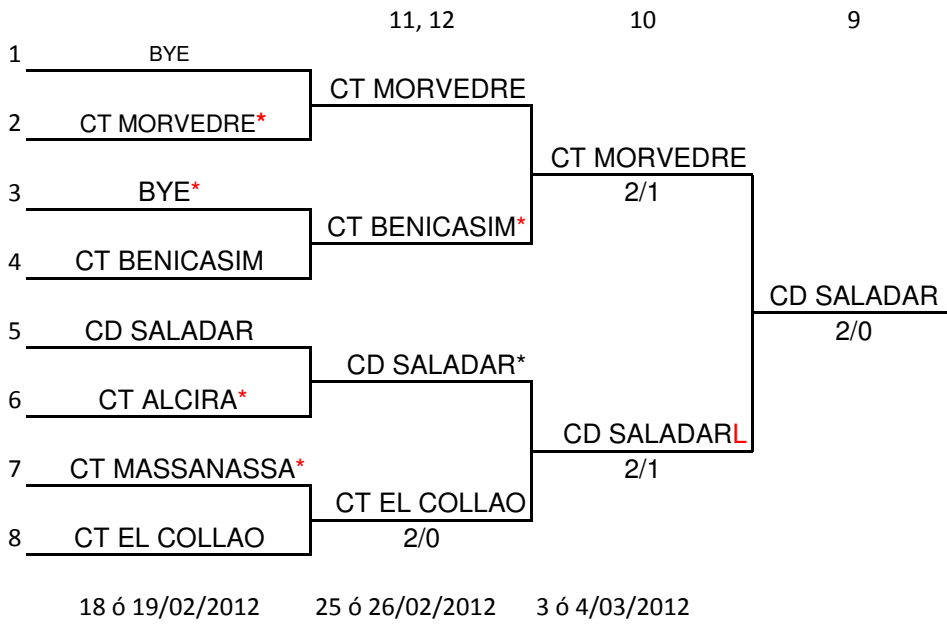 11, 12 10 9
1 BYE
CT MORVEDRE
2 CT MORVEDRE*
CT MORVEDRE
2/1
3 BYE*
CT BENICASIM*
4 CT BENICASIM
CD SALADAR
2/0
5 CD SALADAR
CD SALADAR*
6 CT ALCIRA*
CD SALADARL
2/1
7 CT MASSANASSA*
CT EL COLLAO
2/0
8 CT EL COLLAO
18 ó 19/02/2012 25 ó 26/02/2012 3 ó 4/03/2012